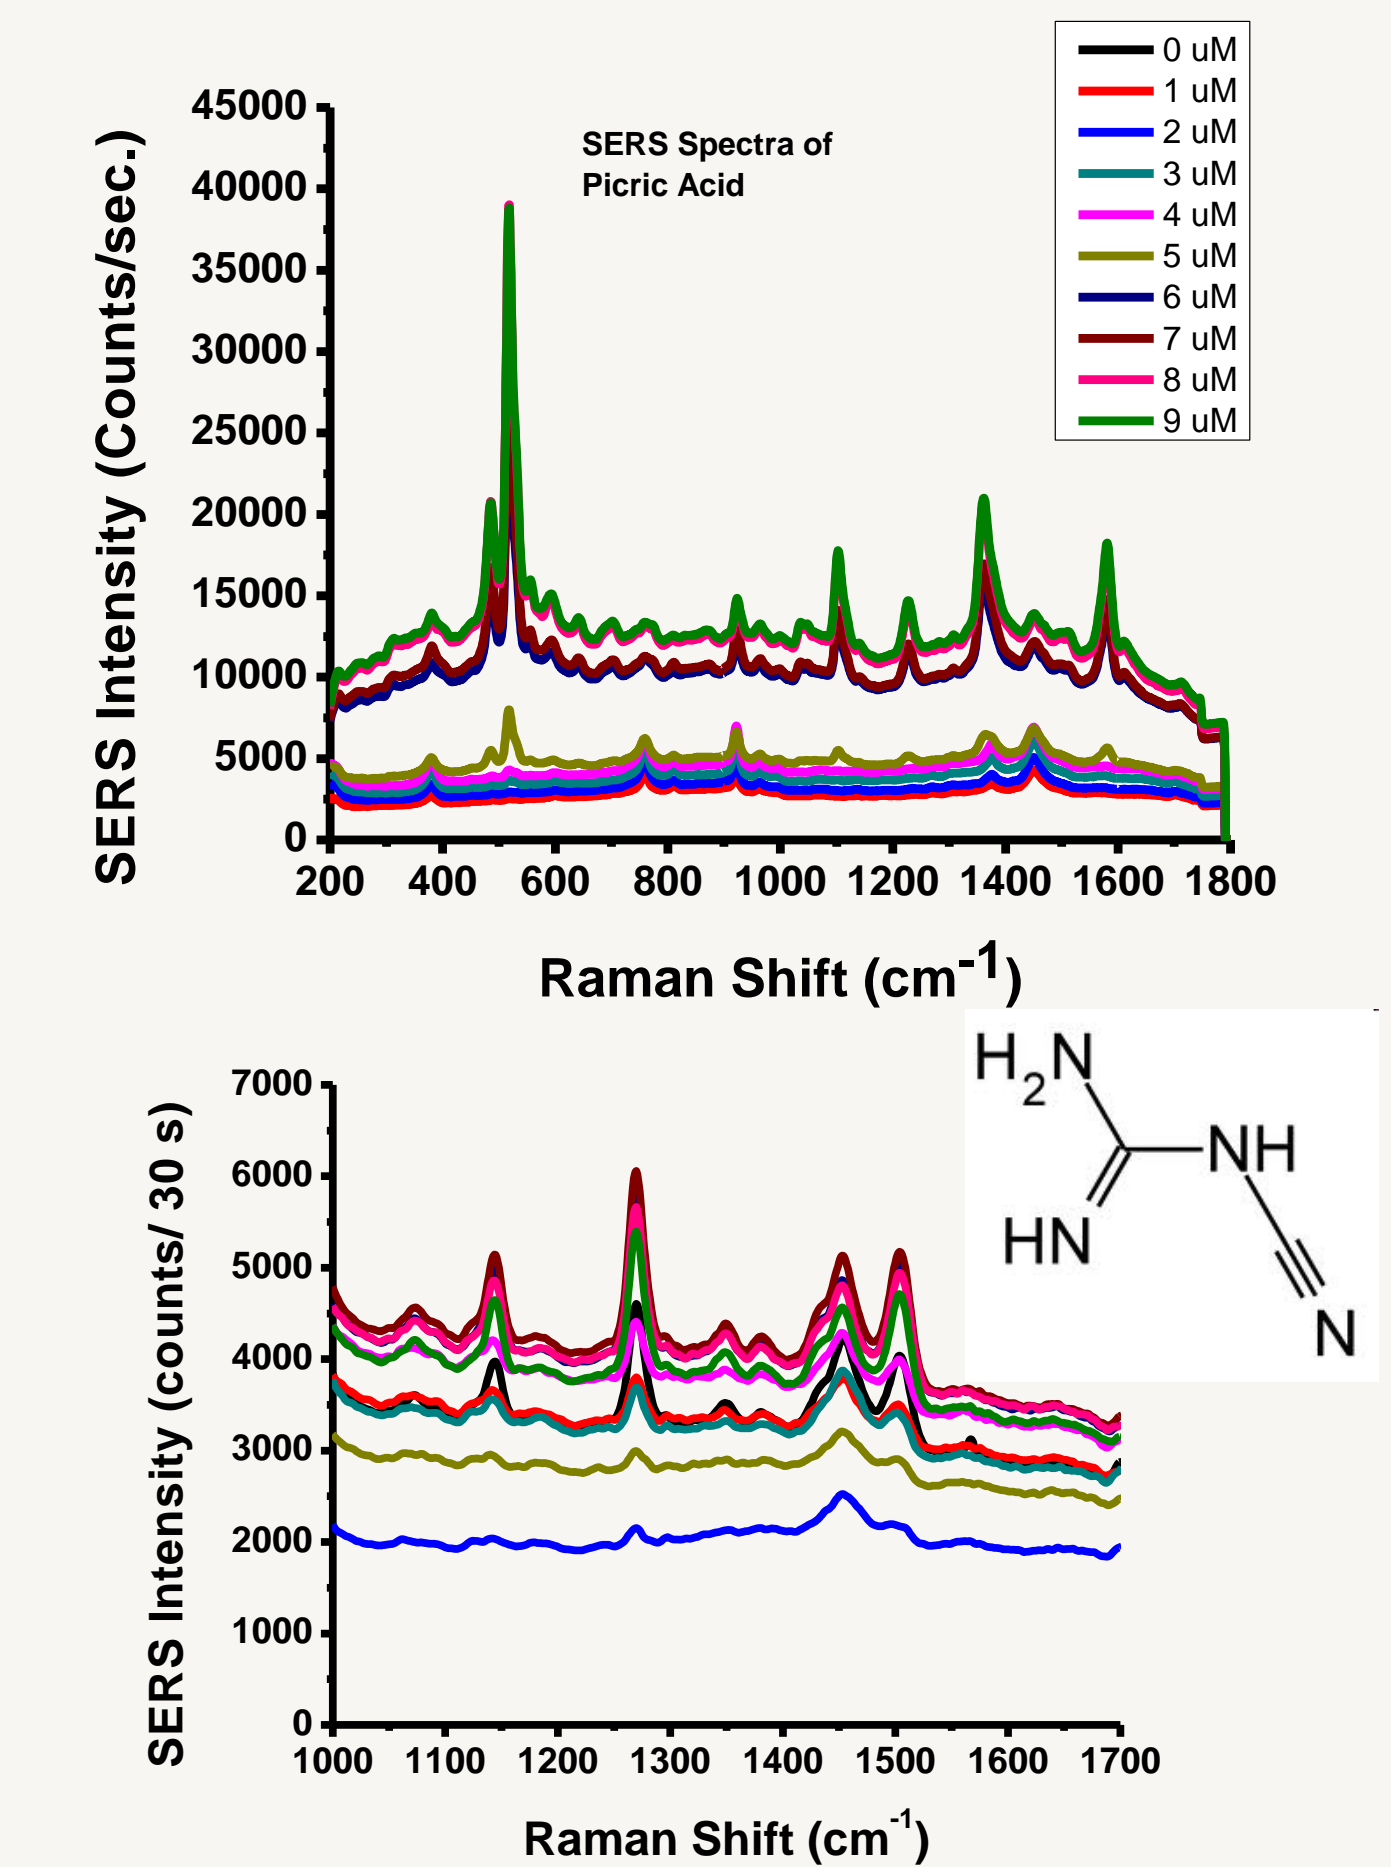 0 uM
1 uM
2 uM
3 uM
4 uM
5 uM
6 uM
7 uM
8 uM
9 uM
SERS Spectra of
Picric Acid
SERS Intensity (Counts/sec.)
45000
40000
35000
30000
25000
20000
15000
10000
5000
0
200 400 600 800 1000 1200 1400 1600 1800
Raman Shift (cm⁻¹)
H₂N
NH
HN
N
SERS Intensity (counts/ 30 s)
7000
6000
5000
4000
3000
2000
1000
0
1000 1100 1200 1300 1400 1500 1600 1700
Raman Shift (cm⁻¹)